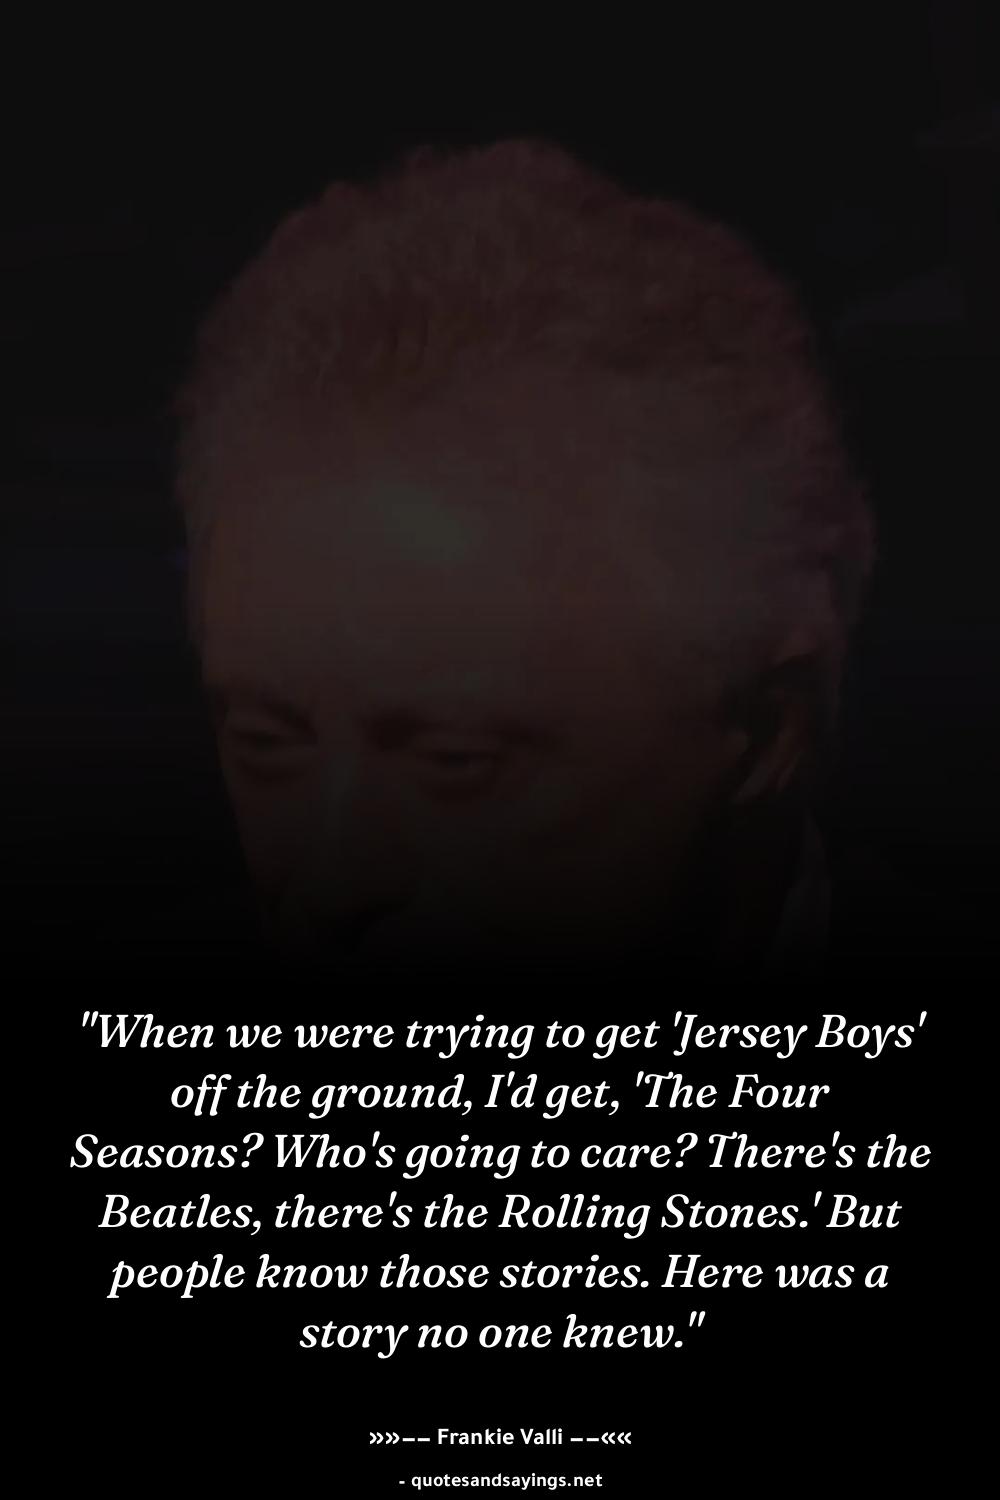 "When we were trying to get 'Jersey Boys'
off the ground, I'd get, 'The Four
Seasons? Who's going to care? There's the
Beatles, there's the Rolling Stones.' But
people know those stories. Here was a
story no one knew."
»»−− Frankie Valli −−««
- quotesandsayings.net